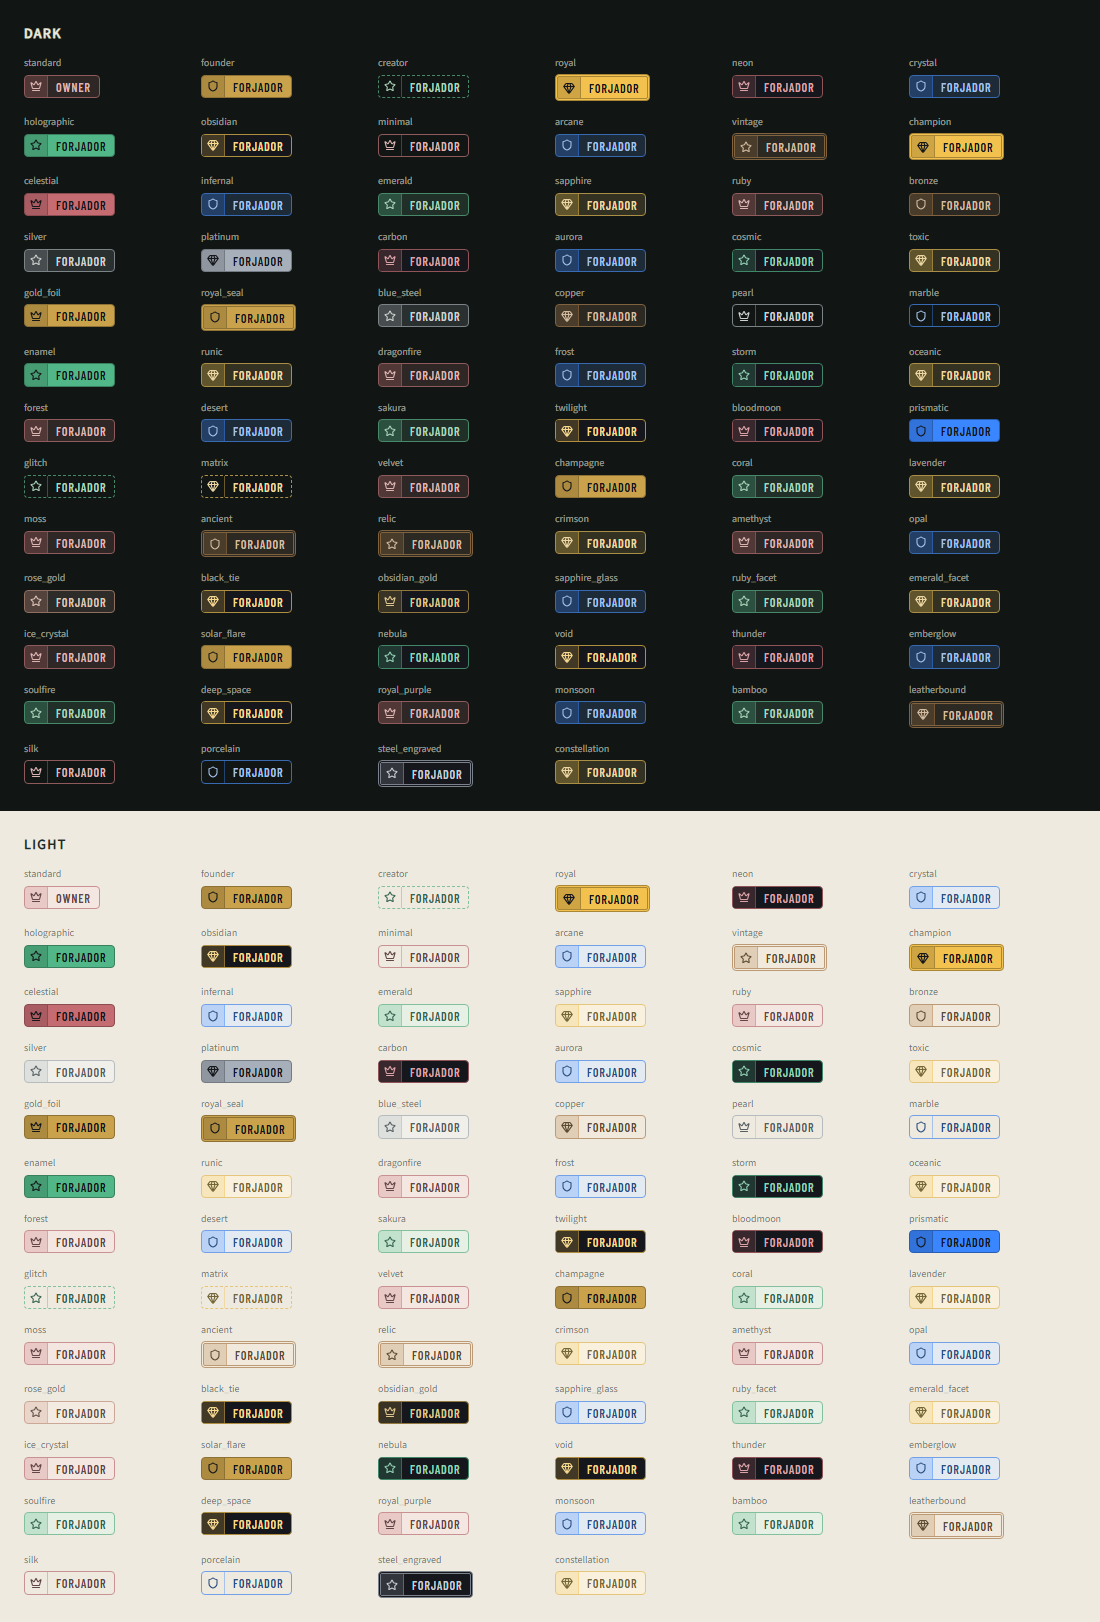 DARK
standard founder creator royal neon crystal
OWNER FORJADOR FORJADOR FORJADOR FORJADOR FORJADOR
holographic obsidian minimal arcane vintage champion
FORJADOR FORJADOR FORJADOR FORJADOR FORJADOR FORJADOR
celestial infernal emerald sapphire ruby bronze
FORJADOR FORJADOR FORJADOR FORJADOR FORJADOR FORJADOR
silver platinum carbon aurora cosmic toxic
FORJADOR FORJADOR FORJADOR FORJADOR FORJADOR FORJADOR
gold_foil royal_seal blue_steel copper pearl marble
FORJADOR FORJADOR FORJADOR FORJADOR FORJADOR FORJADOR
enamel runic dragonfire frost storm oceanic
FORJADOR FORJADOR FORJADOR FORJADOR FORJADOR FORJADOR
forest desert sakura twilight bloodmoon prismatic
FORJADOR FORJADOR FORJADOR FORJADOR FORJADOR FORJADOR
glitch matrix velvet champagne coral lavender
FORJADOR FORJADOR FORJADOR FORJADOR FORJADOR FORJADOR
moss ancient relic crimson amethyst opal
FORJADOR FORJADOR FORJADOR FORJADOR FORJADOR FORJADOR
rose_gold black_tie obsidian_gold sapphire_glass ruby_facet emerald_facet
FORJADOR FORJADOR FORJADOR FORJADOR FORJADOR FORJADOR
ice_crystal solar_flare nebula void thunder emberglow
FORJADOR FORJADOR FORJADOR FORJADOR FORJADOR FORJADOR
soulfire deep_space royal_purple monsoon bamboo leatherbound
FORJADOR FORJADOR FORJADOR FORJADOR FORJADOR FORJADOR
silk porcelain steel_engraved constellation
FORJADOR FORJADOR FORJADOR FORJADOR
LIGHT
standard founder creator royal neon crystal
OWNER FORJADOR FORJADOR FORJADOR FORJADOR FORJADOR
holographic obsidian minimal arcane vintage champion
FORJADOR FORJADOR FORJADOR FORJADOR FORJADOR FORJADOR
celestial infernal emerald sapphire ruby bronze
FORJADOR FORJADOR FORJADOR FORJADOR FORJADOR FORJADOR
silver platinum carbon aurora cosmic toxic
FORJADOR FORJADOR FORJADOR FORJADOR FORJADOR FORJADOR
gold_foil royal_seal blue_steel copper pearl marble
FORJADOR FORJADOR FORJADOR FORJADOR FORJADOR FORJADOR
enamel runic dragonfire frost storm oceanic
FORJADOR FORJADOR FORJADOR FORJADOR FORJADOR FORJADOR
forest desert sakura twilight bloodmoon prismatic
FORJADOR FORJADOR FORJADOR FORJADOR FORJADOR FORJADOR
glitch matrix velvet champagne coral lavender
FORJADOR FORJADOR FORJADOR FORJADOR FORJADOR FORJADOR
moss ancient relic crimson amethyst opal
FORJADOR FORJADOR FORJADOR FORJADOR FORJADOR FORJADOR
rose_gold black_tie obsidian_gold sapphire_glass ruby_facet emerald_facet
FORJADOR FORJADOR FORJADOR FORJADOR FORJADOR FORJADOR
ice_crystal solar_flare nebula void thunder emberglow
FORJADOR FORJADOR FORJADOR FORJADOR FORJADOR FORJADOR
soulfire deep_space royal_purple monsoon bamboo leatherbound
FORJADOR FORJADOR FORJADOR FORJADOR FORJADOR FORJADOR
silk porcelain steel_engraved constellation
FORJADOR FORJADOR FORJADOR FORJADOR